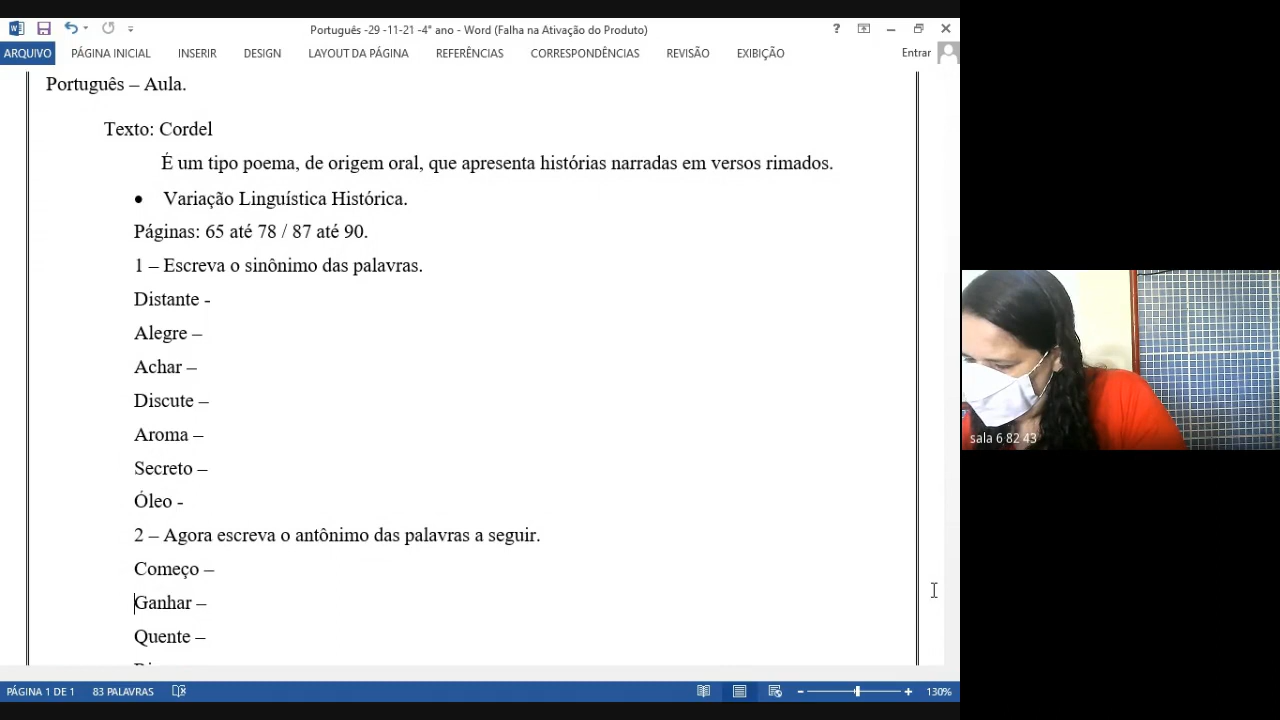 Português -29 -11-21 -4° ano - Word (Falha na Ativação do Produto)
ARQUIVO PÁGINA INICIAL INSERIR DESIGN LAYOUT DA PÁGINA REFERÊNCIAS CORRESPONDÊNCIAS REVISÃO EXIBIÇÃO Entrar
Português – Aula.
Texto: Cordel
É um tipo poema, de origem oral, que apresenta histórias narradas em versos rimados.
• Variação Linguística Histórica.
Páginas: 65 até 78 / 87 até 90.
1 – Escreva o sinônimo das palavras.
Distante -
Alegre –
Achar –
Discute –
Aroma –
Secreto –
Óleo -
2 – Agora escreva o antônimo das palavras a seguir.
Começo –
Ganhar –
Quente –
sala 6 82 43
PÁGINA 1 DE 1 83 PALAVRAS 130%